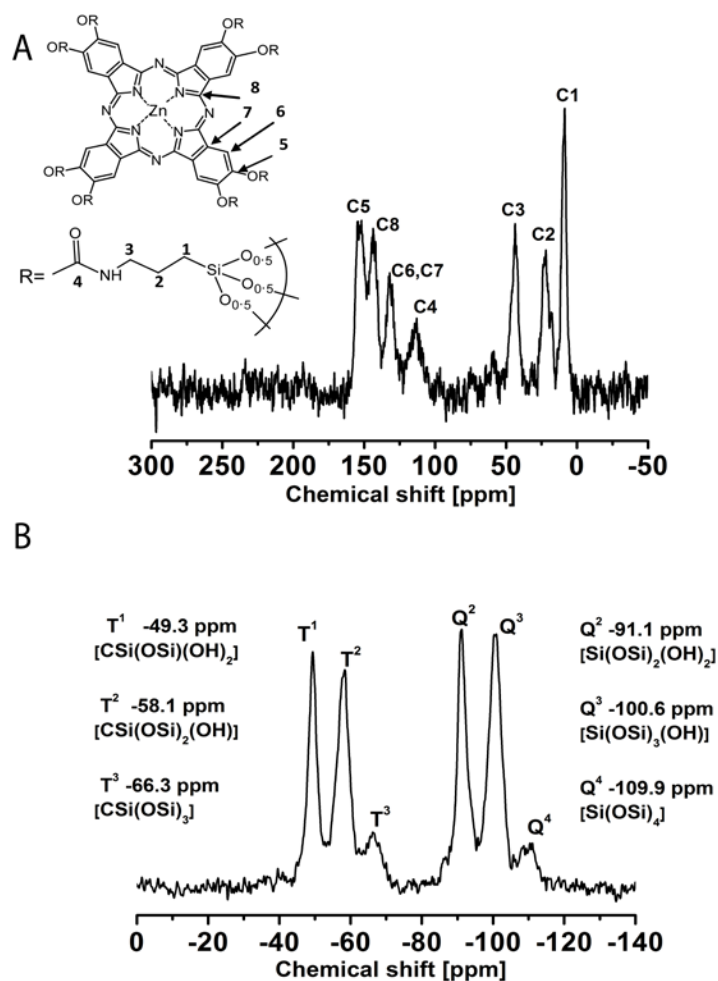 A
OR
OR
OR
OR
OR
OR
OR
OR
N
N
N
N
N
N
N
N
Zn
8
7
6
5
R=
O
4
NH
3
2
1
Si
O0·5
O0·5
O0·5
C5
C8
C6,C7
C4
C3
C2
C1
300 250 200 150 100 50 0 -50
Chemical shift [ppm]
B
T¹ -49.3 ppm
[CSi(OSi)(OH)₂]
T² -58.1 ppm
[CSi(OSi)₂(OH)]
T³ -66.3 ppm
[CSi(OSi)₃]
T¹
T²
T³
Q²
Q³
Q⁴
Q² -91.1 ppm
[Si(OSi)₂(OH)₂]
Q³ -100.6 ppm
[Si(OSi)₃(OH)]
Q⁴ -109.9 ppm
[Si(OSi)₄]
0 -20 -40 -60 -80 -100 -120 -140
Chemical shift [ppm]